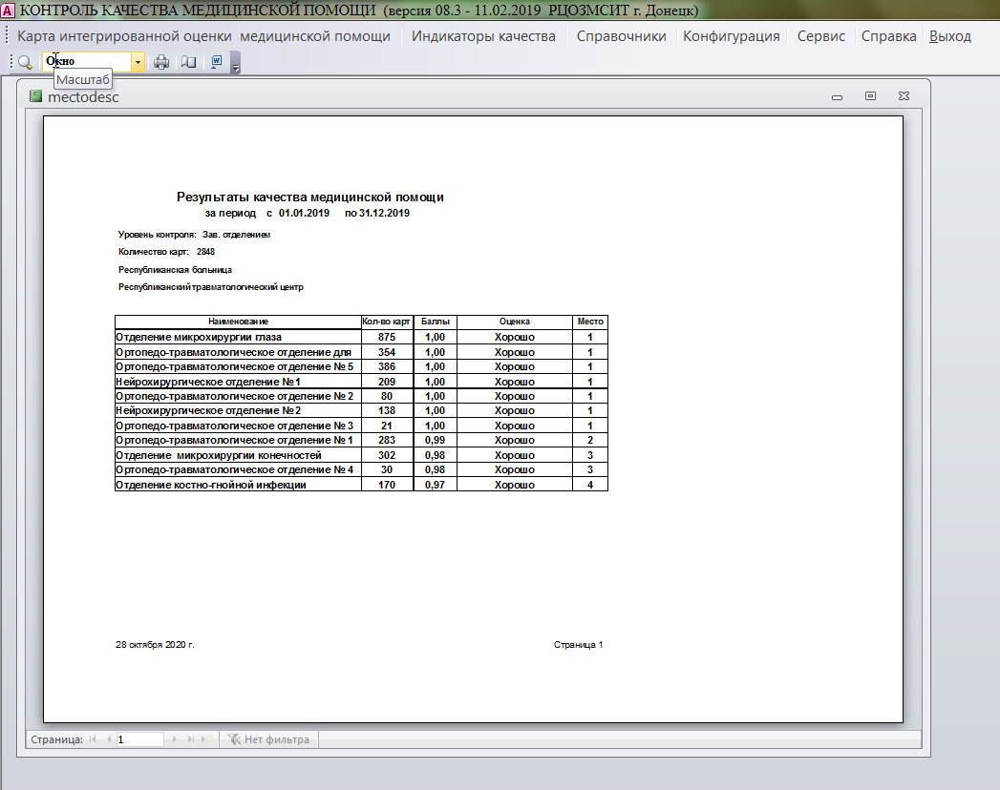 КОНТРОЛЬ КАЧЕСТВА МЕДИЦИНСКОЙ ПОМОЩИ (версия 08.3 - 11.02.2019 РЦОЗМСИТ г. Донецк)
Карта интегрированной оценки медицинской помощи Индикаторы качества Справочники Конфигурация Сервис Справка Выход
Окно
Масштаб
mectodesc
Результаты качества медицинской помощи
за период с 01.01.2019 по 31.12.2019
Уровень контроля: Зав. отделением
Количество карт: 2848
Республиканская больница
Республиканский травматологический центр
Наименование Кол-во карт Баллы Оценка Место
Отделение микрохирургии глаза 875 1,00 Хорошо 1
Ортопедо-травматологическое отделение для 354 1,00 Хорошо 1
Ортопедо-травматологическое отделение № 5 386 1,00 Хорошо 1
Нейрохирургическое отделение №1 209 1,00 Хорошо 1
Ортопедо-травматологическое отделение № 2 80 1,00 Хорошо 1
Нейрохирургическое отделение №2 138 1,00 Хорошо 1
Ортопедо-травматологическое отделение № 3 21 1,00 Хорошо 1
Ортопедо-травматологическое отделение № 1 283 0,99 Хорошо 2
Отделение микрохирургии конечностей 302 0,98 Хорошо 3
Ортопедо-травматологическое отделение № 4 30 0,98 Хорошо 3
Отделение костно-гнойной инфекции 170 0,97 Хорошо 4
28 октября 2020 г. Страница 1
Страница: 1 Нет фильтра